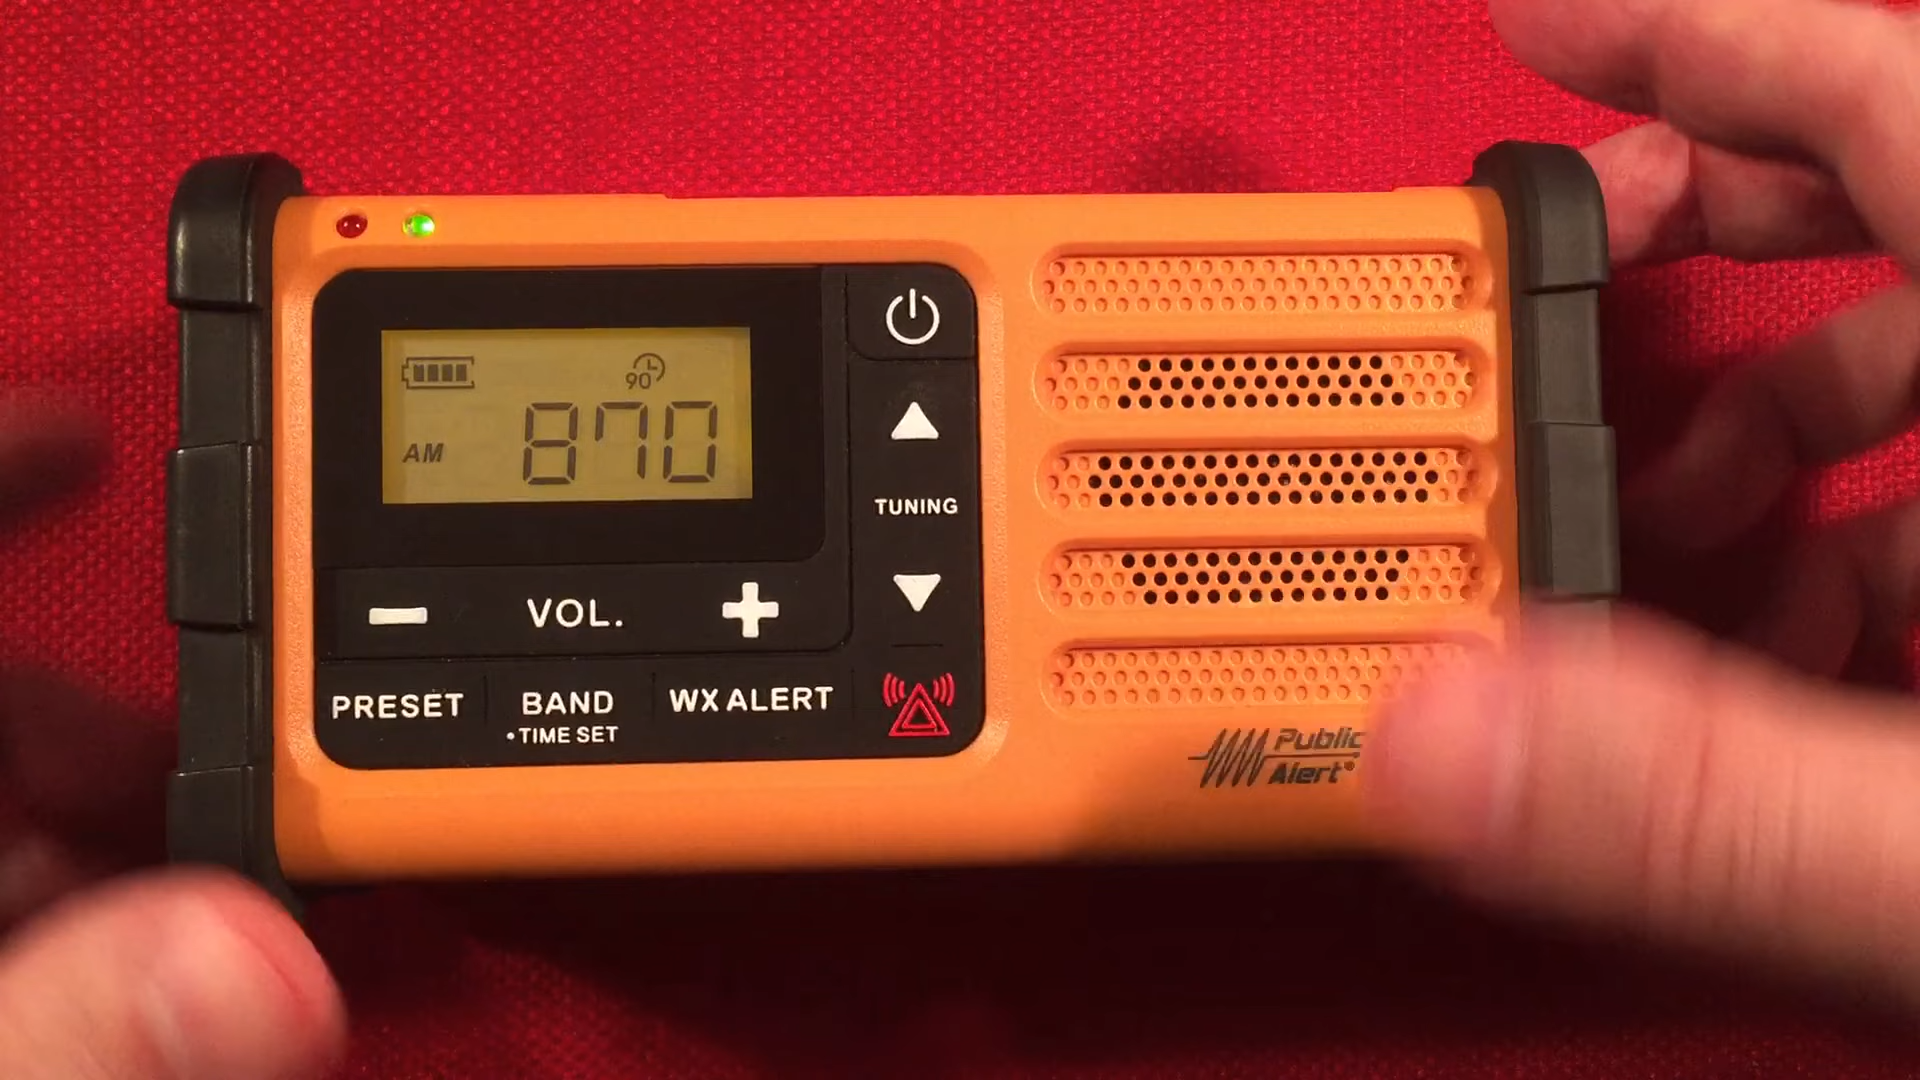 90
AM 870
TUNING
VOL.
PRESET
BAND
•TIME SET
WX ALERT
Public
Alert®